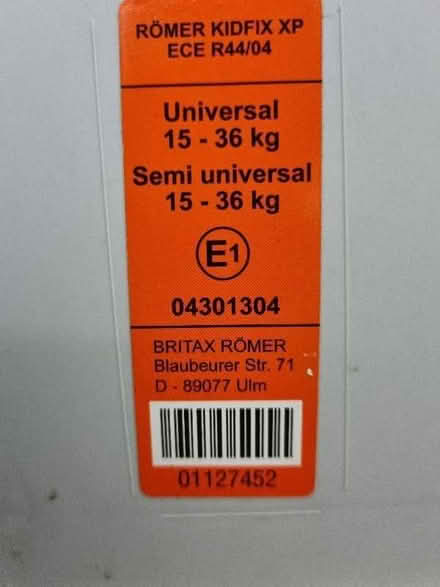 RÖMER KIDFIX XP
ECE R44/04
Universal
15 - 36 kg
Semi universal
15 - 36 kg
E1
04301304
BRITAX RÖMER
Blaubeurer Str. 71
D - 89077 Ulm
01127452